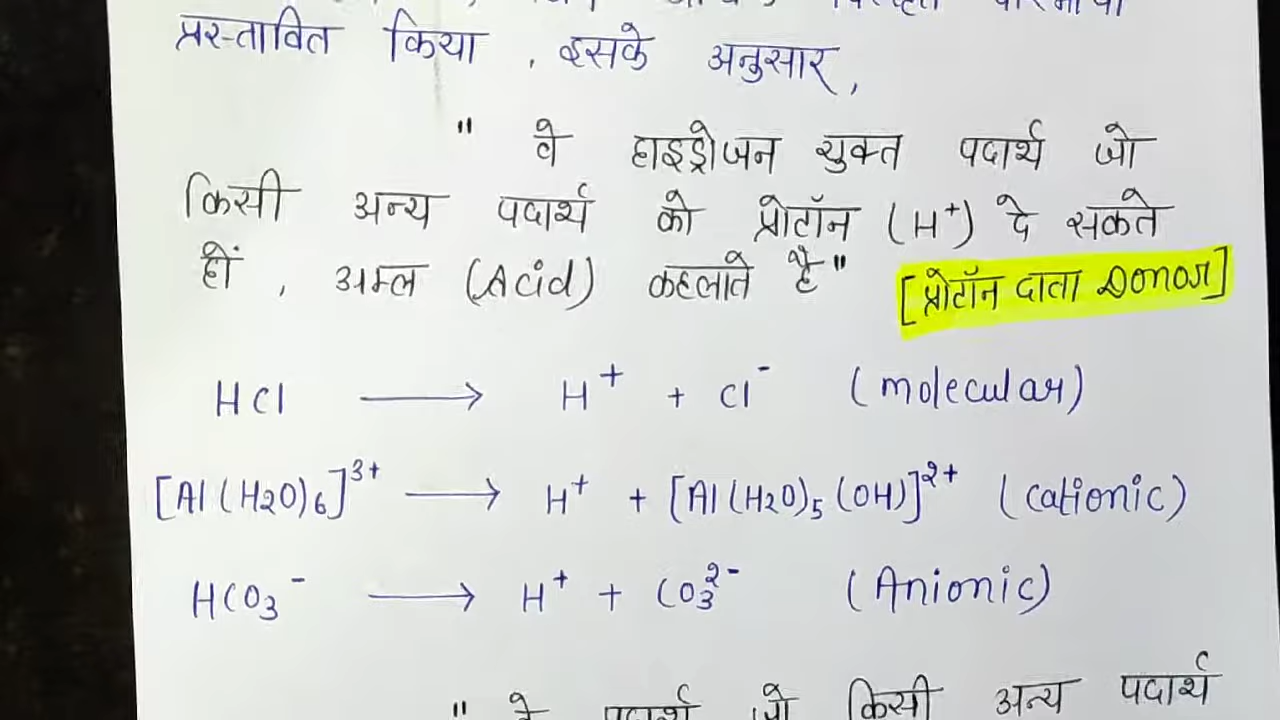 प्रस्तावित किया , इसके अनुसार,
" वे हाइड्रोजन युक्त पदार्थ जो
किसी अन्य पदार्थ को प्रोटॉन (H⁺) दे सकते
हों , अम्ल (Acid) कहलाते है" [प्रोटॉन दाता Donor]
HCl ⟶ H⁺ + Cl⁻ (molecular)
[Al(H2O)6]³⁺ ⟶ H⁺ + [Al(H2O)5(OH)]²⁺ (Cationic)
HCO3⁻ ⟶ H⁺ + CO3²⁻ (Anionic)
" वे पदार्थ जो किसी अन्य पदार्थ